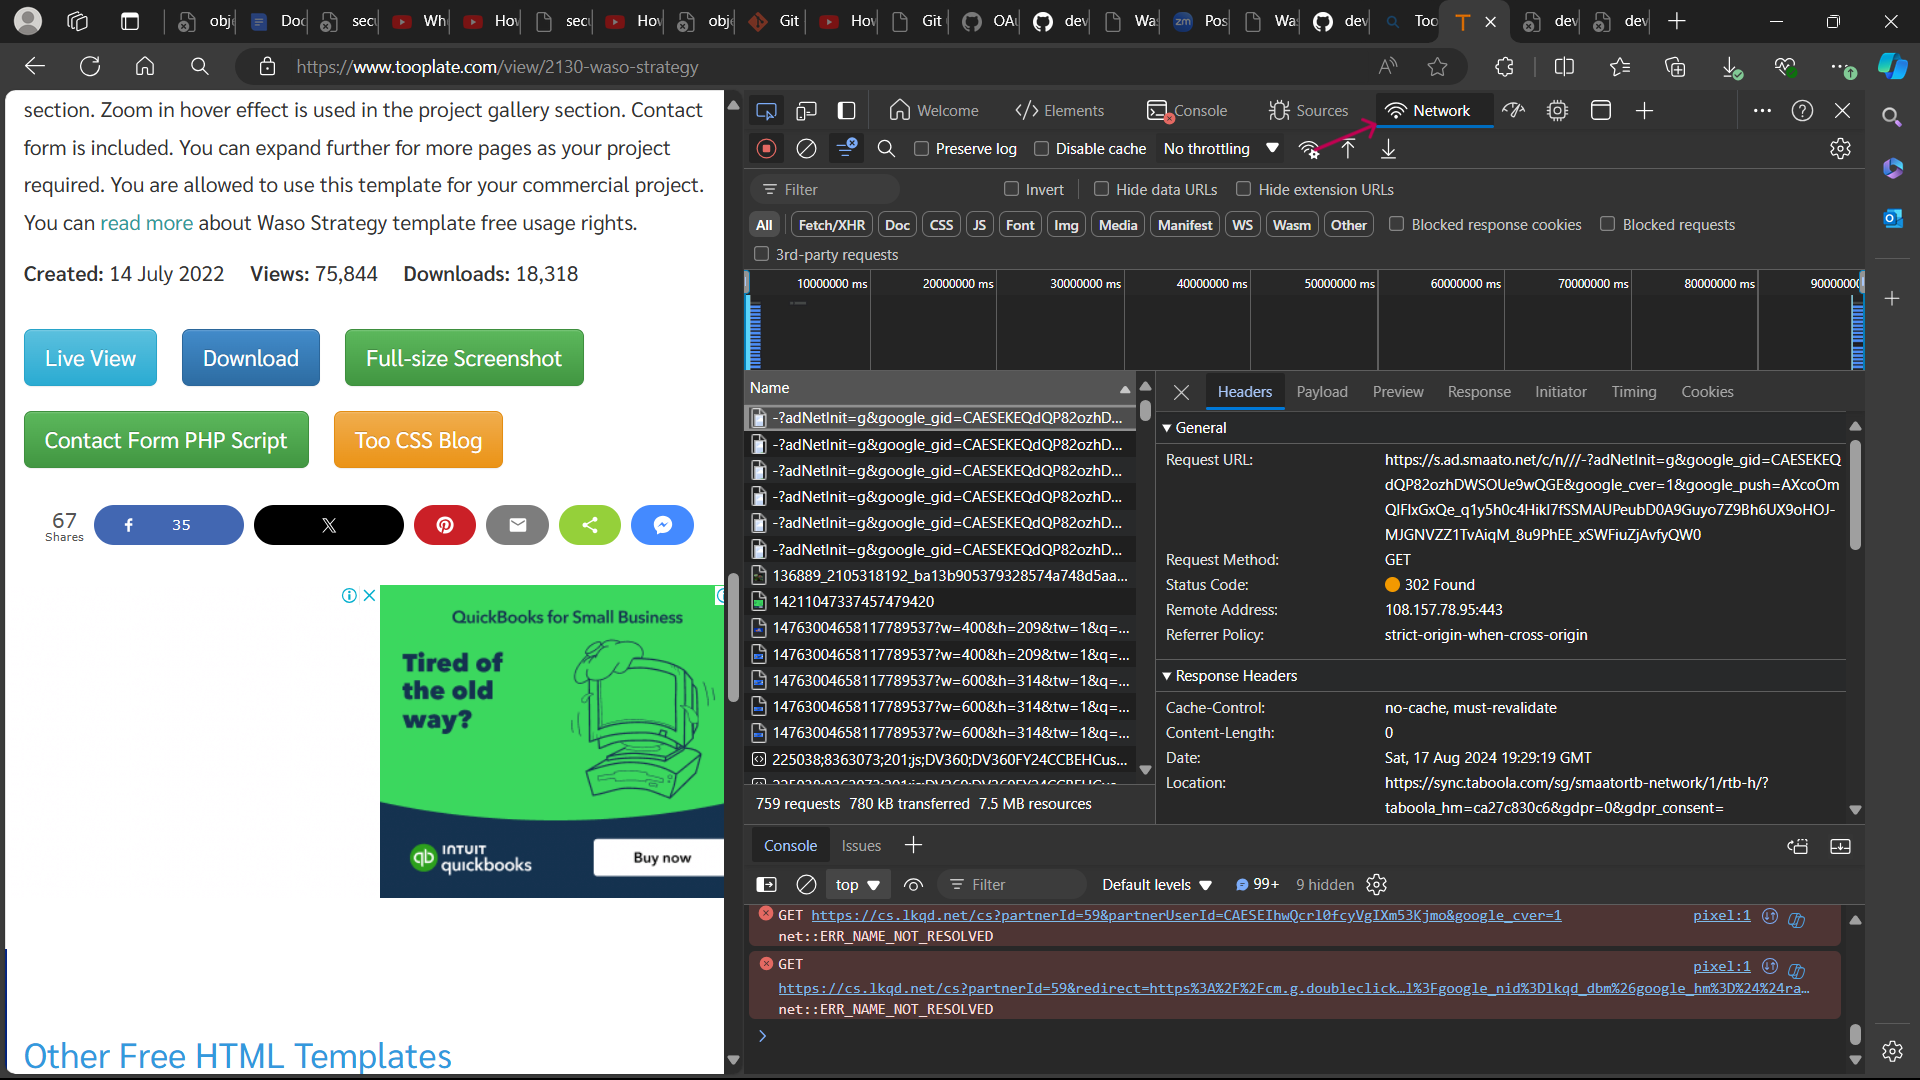 obje
Doc
secu
Wh
Hov
secu
Hov
obje
Git
Hov
Git
OAu
dev
Wa
Pos
Wa
dev
Too
dev
dev
https://www.tooplate.com/view/2130-waso-strategy
section. Zoom in hover effect is used in the project gallery section. Contact
form is included. You can expand further for more pages as your project
required. You are allowed to use this template for your commercial project.
You can read more about Waso Strategy template free usage rights.
Created: 14 July 2022 Views: 75,844 Downloads: 18,318
Live View Download Full-size Screenshot
Contact Form PHP Script Too CSS Blog
67
Shares
35
QuickBooks for Small Business
Tired of
the old
way?
qb INTUIT
quickbooks
Buy now
Other Free HTML Templates
Welcome Elements Console Sources Network
Preserve log Disable cache No throttling
Filter Invert Hide data URLs Hide extension URLs
All Fetch/XHR Doc CSS JS Font Img Media Manifest WS Wasm Other Blocked response cookies Blocked requests
3rd-party requests
10000000 ms 20000000 ms 30000000 ms 40000000 ms 50000000 ms 60000000 ms 70000000 ms 80000000 ms 90000000
Name
-?adNetInit=g&google_gid=CAESEKEQdQP82ozhD...
-?adNetInit=g&google_gid=CAESEKEQdQP82ozhD...
-?adNetInit=g&google_gid=CAESEKEQdQP82ozhD...
-?adNetInit=g&google_gid=CAESEKEQdQP82ozhD...
-?adNetInit=g&google_gid=CAESEKEQdQP82ozhD...
-?adNetInit=g&google_gid=CAESEKEQdQP82ozhD...
136889_2105318192_ba13b905379328574a748d5aa...
14211047337457479420
14763004658117789537?w=400&h=209&tw=1&q=...
14763004658117789537?w=400&h=209&tw=1&q=...
14763004658117789537?w=600&h=314&tw=1&q=...
14763004658117789537?w=600&h=314&tw=1&q=...
14763004658117789537?w=600&h=314&tw=1&q=...
225038;8363073;201;js;DV360;DV360FY24CCBEHCus...
225038;8363073;201;js;DV360;DV360FY24CCBEHCus...
759 requests 780 kB transferred 7.5 MB resources
Headers Payload Preview Response Initiator Timing Cookies
General
Request URL: https://s.ad.smaato.net/c/n///-?adNetInit=g&google_gid=CAESEKEQ
dQP82ozhDWSOUe9wQGE&google_cver=1&google_push=AXcoOm
QlFIxGxQe_q1y5h0c4Hikl7fSSMAUPeubD0A9Guyo7Z9Bh6UX9oHOJ-
MJGNVZZ1TvAiqM_8u9PhEE_xSWFiuZjAvfyQW0
Request Method: GET
Status Code: 302 Found
Remote Address: 108.157.78.95:443
Referrer Policy: strict-origin-when-cross-origin
Response Headers
Cache-Control: no-cache, must-revalidate
Content-Length: 0
Date: Sat, 17 Aug 2024 19:29:19 GMT
Location: https://sync.taboola.com/sg/smaatortb-network/1/rtb-h/?
taboola_hm=ca27c830c6&gdpr=0&gdpr_consent=
Console Issues
top Filter Default levels 99+ 9 hidden
GET https://cs.lkqd.net/cs?partnerId=59&partnerUserId=CAESEIhwQcrl0fcyVgIXm53Kjmo&google_cver=1 pixel:1
net::ERR_NAME_NOT_RESOLVED
GET pixel:1
https://cs.lkqd.net/cs?partnerId=59&redirect=https%3A%2F%2Fcm.g.doubleclick…l%3Fgoogle_nid%3Dlkqd_dbm%26google_hm%3D%24%24ra…
net::ERR_NAME_NOT_RESOLVED